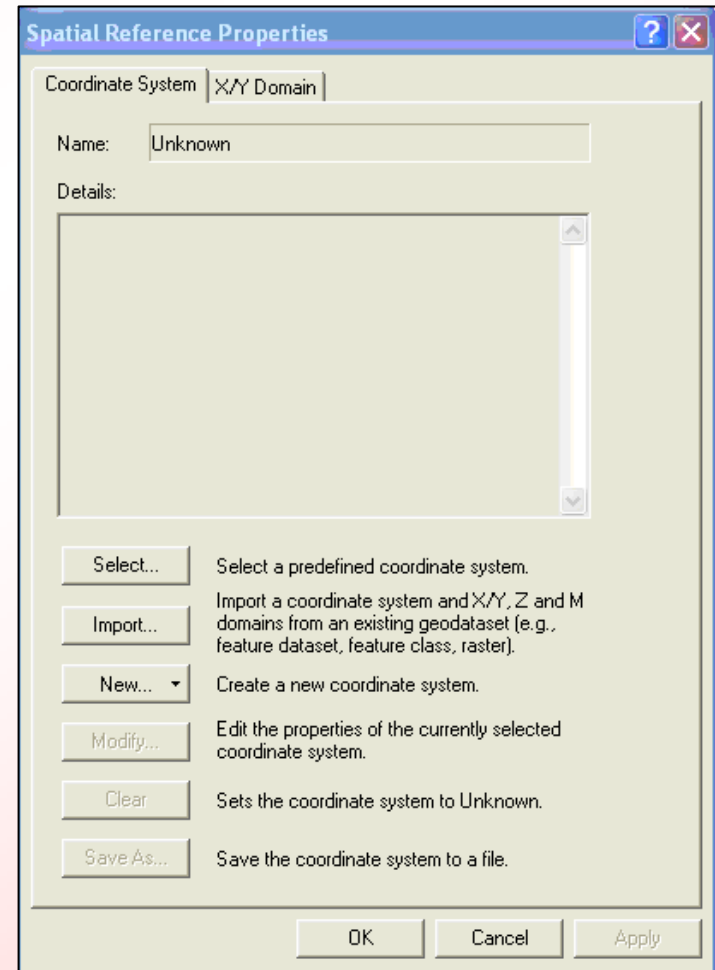 Spatial Reference Properties
Coordinate System X/Y Domain
Name: Unknown
Details:
Select... Select a predefined coordinate system.
Import... Import a coordinate system and X/Y, Z and M
domains from an existing geodataset (e.g.,
feature dataset, feature class, raster).
New... Create a new coordinate system.
Modify... Edit the properties of the currently selected
coordinate system.
Clear Sets the coordinate system to Unknown.
Save As... Save the coordinate system to a file.
OK Cancel Apply